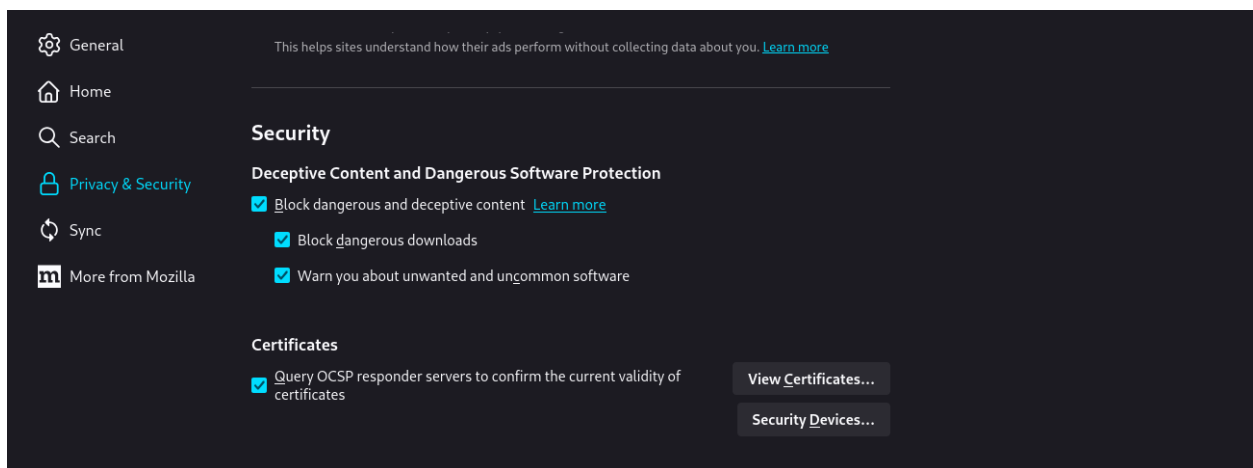 General
Home
Search
Privacy & Security
Sync
m More from Mozilla
This helps sites understand how their ads perform without collecting data about you. Learn more
Security
Deceptive Content and Dangerous Software Protection
Block dangerous and deceptive content Learn more
Block dangerous downloads
Warn you about unwanted and uncommon software
Certificates
Query OCSP responder servers to confirm the current validity of
certificates
View Certificates...
Security Devices...